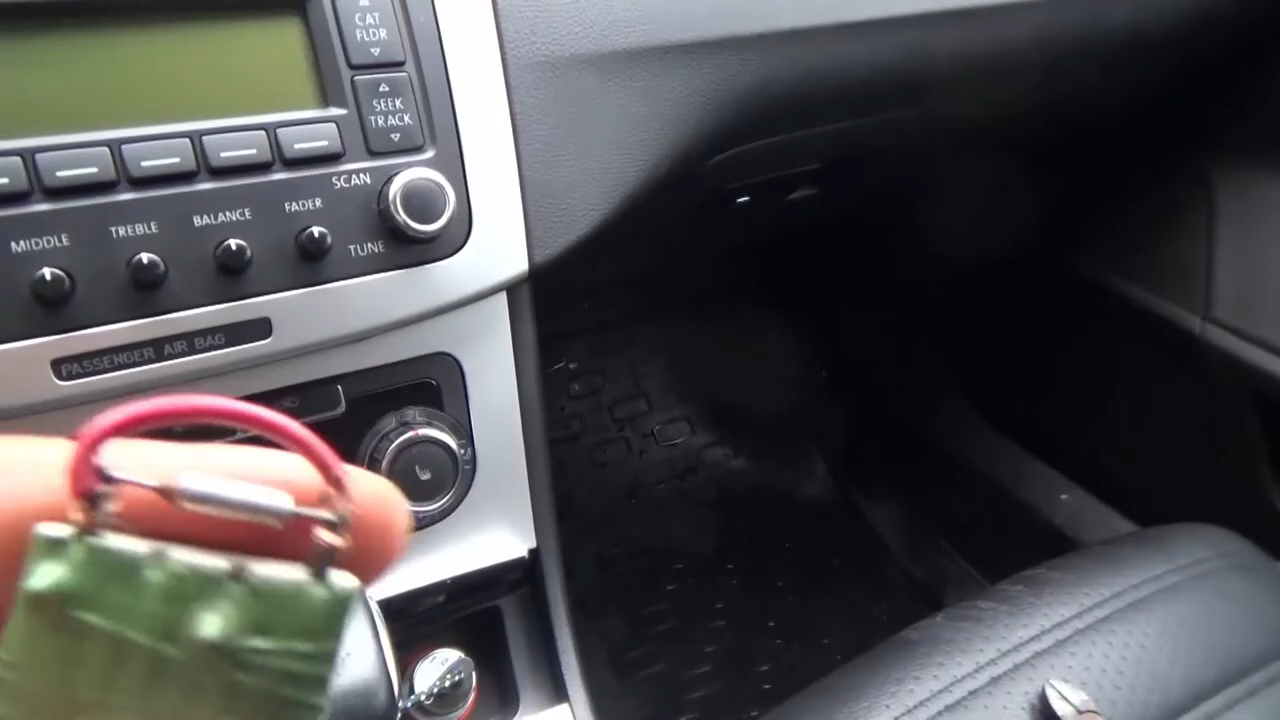 CAT
FLDR
SEEK
TRACK
SCAN
MIDDLE
TREBLE
BALANCE
FADER
TUNE
PASSENGER AIR BAG